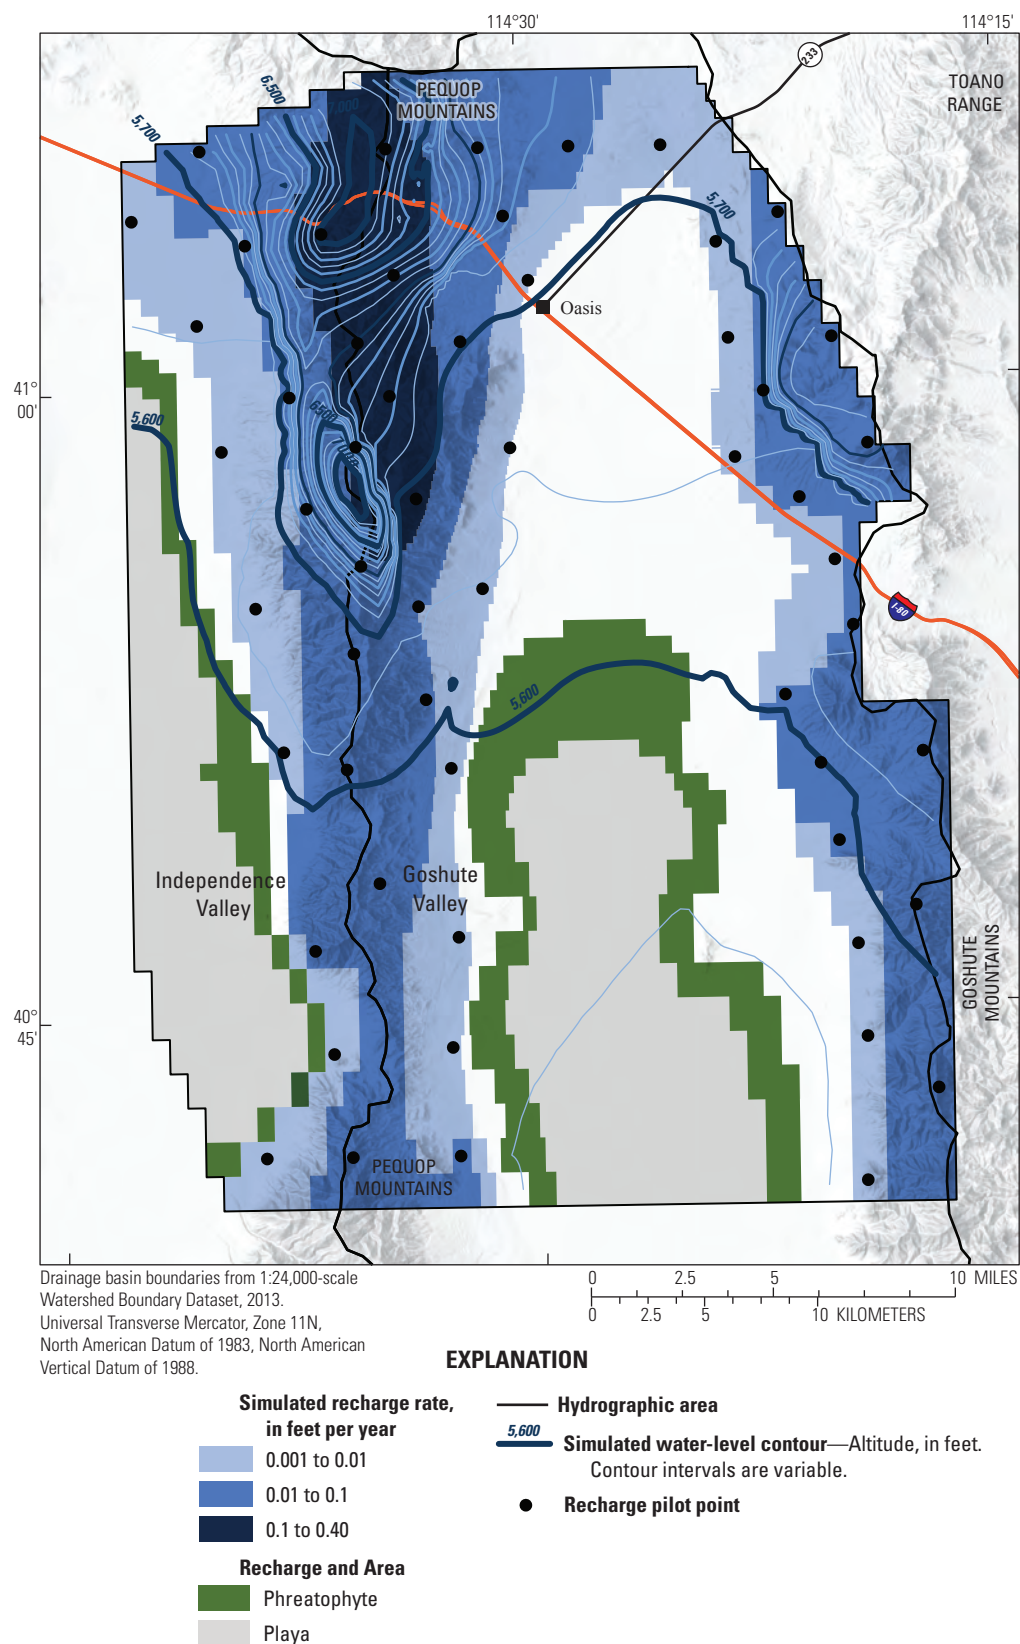 114°30'
114°15'
233
TOANO
RANGE
PEQUOP
MOUNTAINS
6,500
7,000
5,700
5,700
Oasis
41°
00'
5,600
6500
7000
I-80
5,600
Independence
Valley
Goshute
Valley
GOSHUTE
MOUNTAINS
40°
45'
PEQUOP
MOUNTAINS
Drainage basin boundaries from 1:24,000-scale
Watershed Boundary Dataset, 2013.
Universal Transverse Mercator, Zone 11N,
North American Datum of 1983, North American
Vertical Datum of 1988.
0 2.5 5 10 MILES
0 2.5 5 10 KILOMETERS
EXPLANATION
Simulated recharge rate,
in feet per year
0.001 to 0.01
0.01 to 0.1
0.1 to 0.40
Recharge and Area
Phreatophyte
Playa
Hydrographic area
5,600
Simulated water-level contour—Altitude, in feet.
Contour intervals are variable.
Recharge pilot point